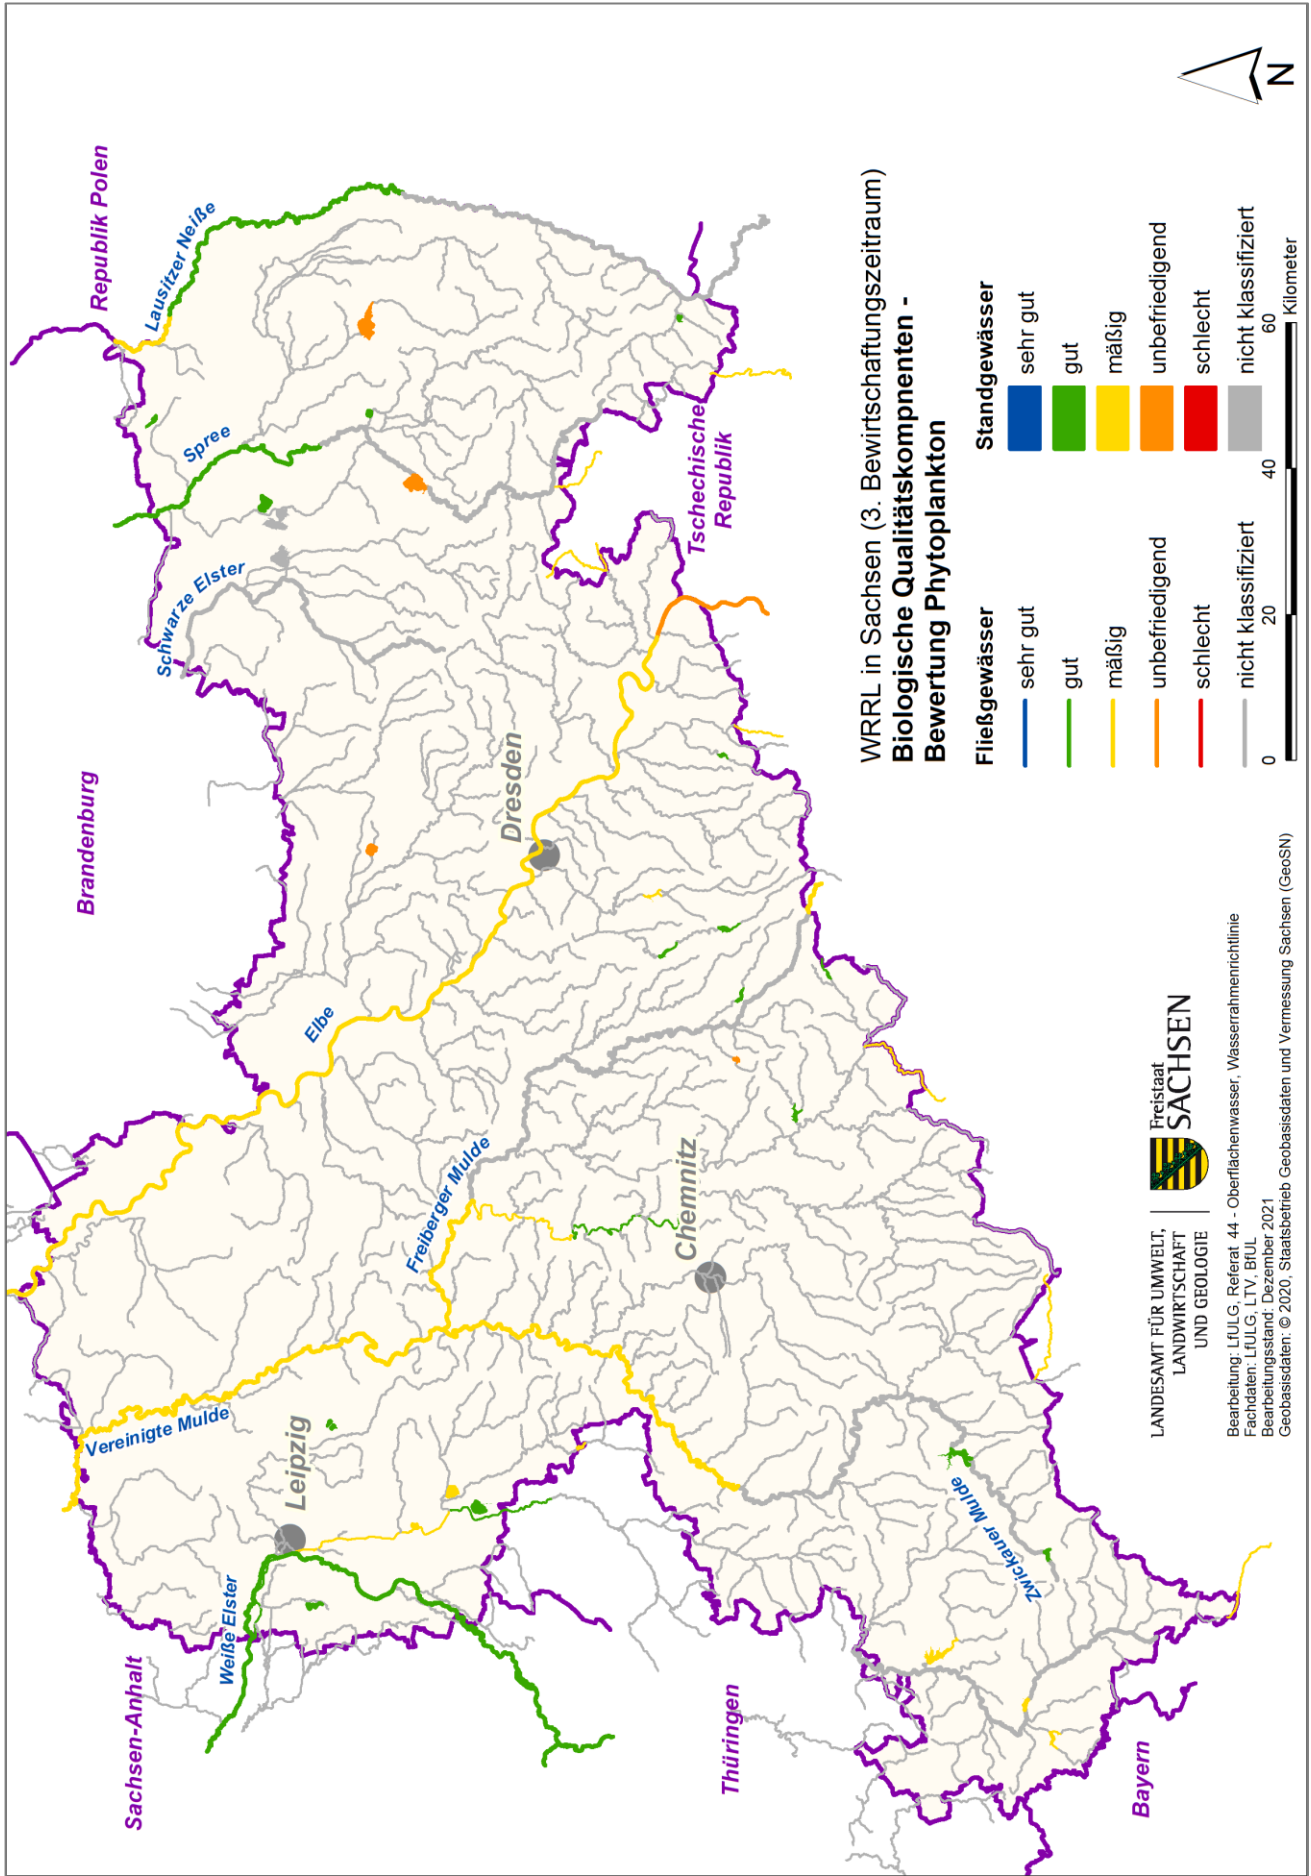 WRRL in Sachsen (3. Bewirtschaftungszeitraum)
Biologische Qualitätskompnenten -
Bewertung Phytoplankton
Fließgewässer
sehr gut
gut
mäßig
unbefriedigend
schlecht
nicht klassifiziert
Standgewässer
sehr gut
gut
mäßig
unbefriedigend
schlecht
nicht klassifiziert
0
20
40
60
Kilometer
N
Sachsen-Anhalt
Brandenburg
Republik Polen
Tschechische
Republik
Thüringen
Bayern
Weiße Elster
Vereinigte Mulde
Freiberger Mulde
Zwickauer Mulde
Elbe
Schwarze Elster
Spree
Lausitzer Neiße
Leipzig
Chemnitz
Dresden
LANDESAMT FÜR UMWELT,
LANDWIRTSCHAFT
UND GEOLOGIE
Freistaat
SACHSEN
Bearbeitung: LfULG, Referat 44 - Oberflächenwasser, Wasserrahmenrichtlinie
Fachdaten: LfULG, LTV, BfUL
Bearbeitungsstand: Dezember 2021
Geobasisdaten: © 2020, Staatsbetrieb Geobasisdaten und Vermessung Sachsen (GeoSN)